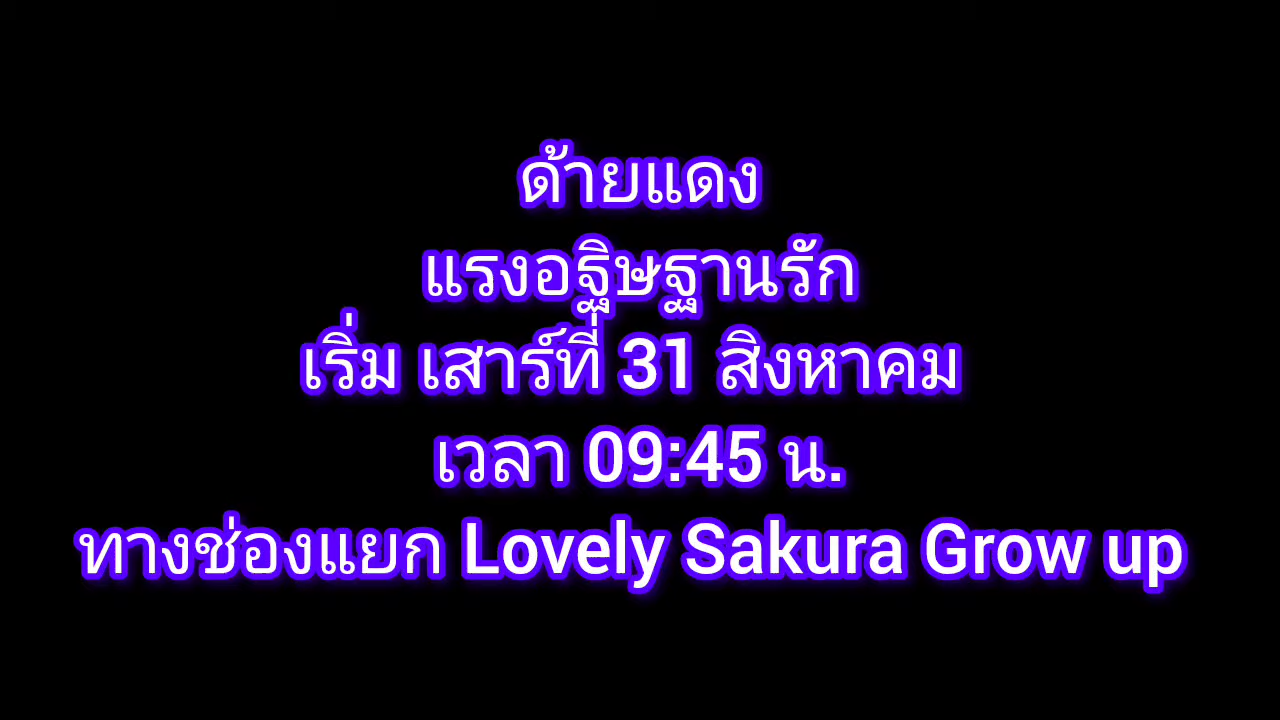 ด้ายแดง
แรงอฐิษฐานรัก
เริ่ม เสาร์ที่ 31 สิงหาคม
เวลา 09:45 น.
ทางช่องแยก Lovely Sakura Grow up